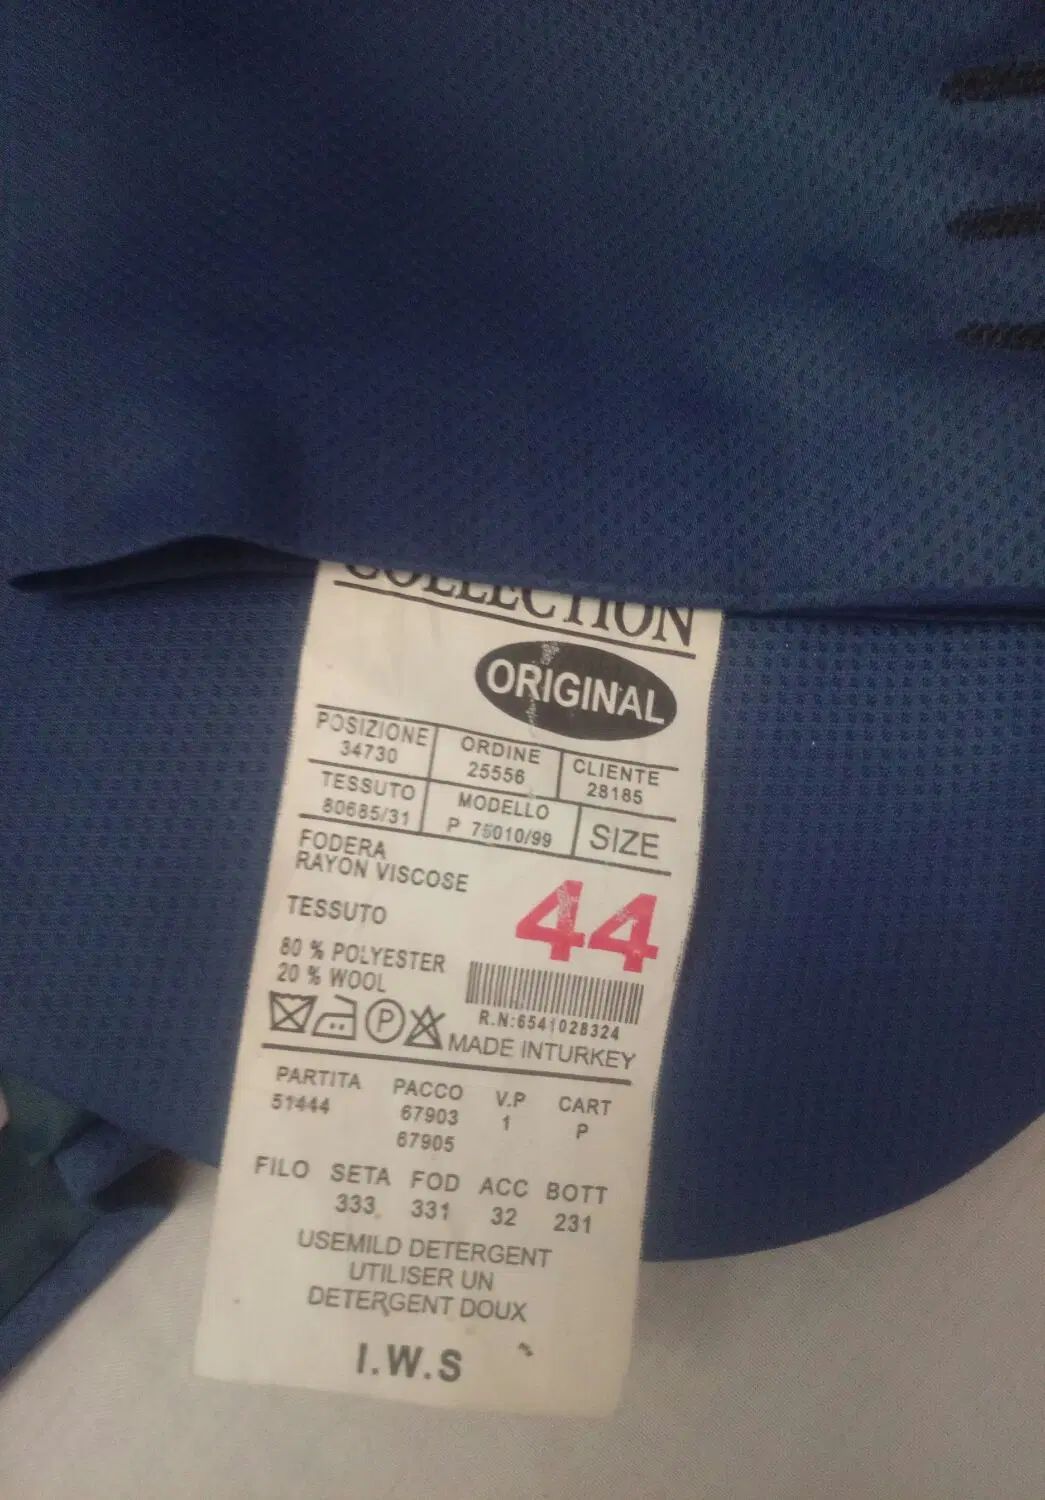 COLLECTION
ORIGINAL
POSIZIONE ORDINE CLIENTE
34730 25556 28185
TESSUTO MODELLO SIZE
80685/31 P 75010/99
FODERA
RAYON VISCOSE
44
TESSUTO
80 % POLYESTER
20 % WOOL
R.N:6541028324
P
MADE INTURKEY
PARTITA PACCO V.P CART
51444 67903 1 P
67905
FILO SETA FOD ACC BOTT
333 331 32 231
USEMILD DETERGENT
UTILISER UN
DETERGENT DOUX
I.W.S